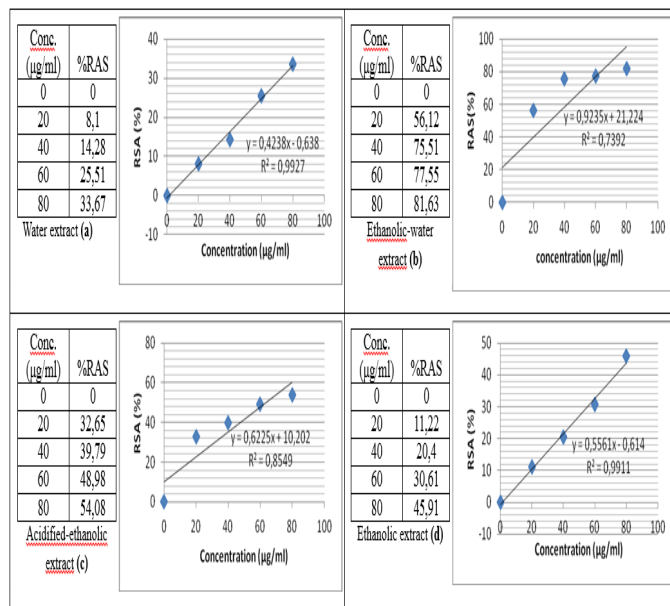 Conc. (μg/ml) %RAS
0 0
20 8,1
40 14,28
60 25,51
80 33,67
Water extract (a)
RSA (%)
40
30
20
10
0
-10
y = 0,4238x - 0,638
R² = 0,9927
0 20 40 60 80 100
Concentration (μg/ml)
Conc. (μg/ml) %RAS
0 0
20 56,12
40 75,51
60 77,55
80 81,63
Ethanolic-water
extract (b)
RAS(%)
100
80
60
40
20
0
y = 0,9235x + 21,224
R² = 0,7392
0 20 40 60 80 100
concentration (μg/ml)
Conc. (μg/ml) %RAS
0 0
20 32,65
40 39,79
60 48,98
80 54,08
Acidified-ethanolic
extract (c)
RSA(%)
80
60
40
20
0
y = 0,6225x + 10,202
R² = 0,8549
0 20 40 60 80 100
Concentration (μg/ml)
Conc. (μg/ml) %RAS
0 0
20 11,22
40 20,4
60 30,61
80 45,91
Ethanolic extract (d)
RSA (%)
50
40
30
20
10
0
-10
y = 0,5561x - 0,614
R² = 0,9911
0 20 40 60 80 100
Concentration (μg/ml)